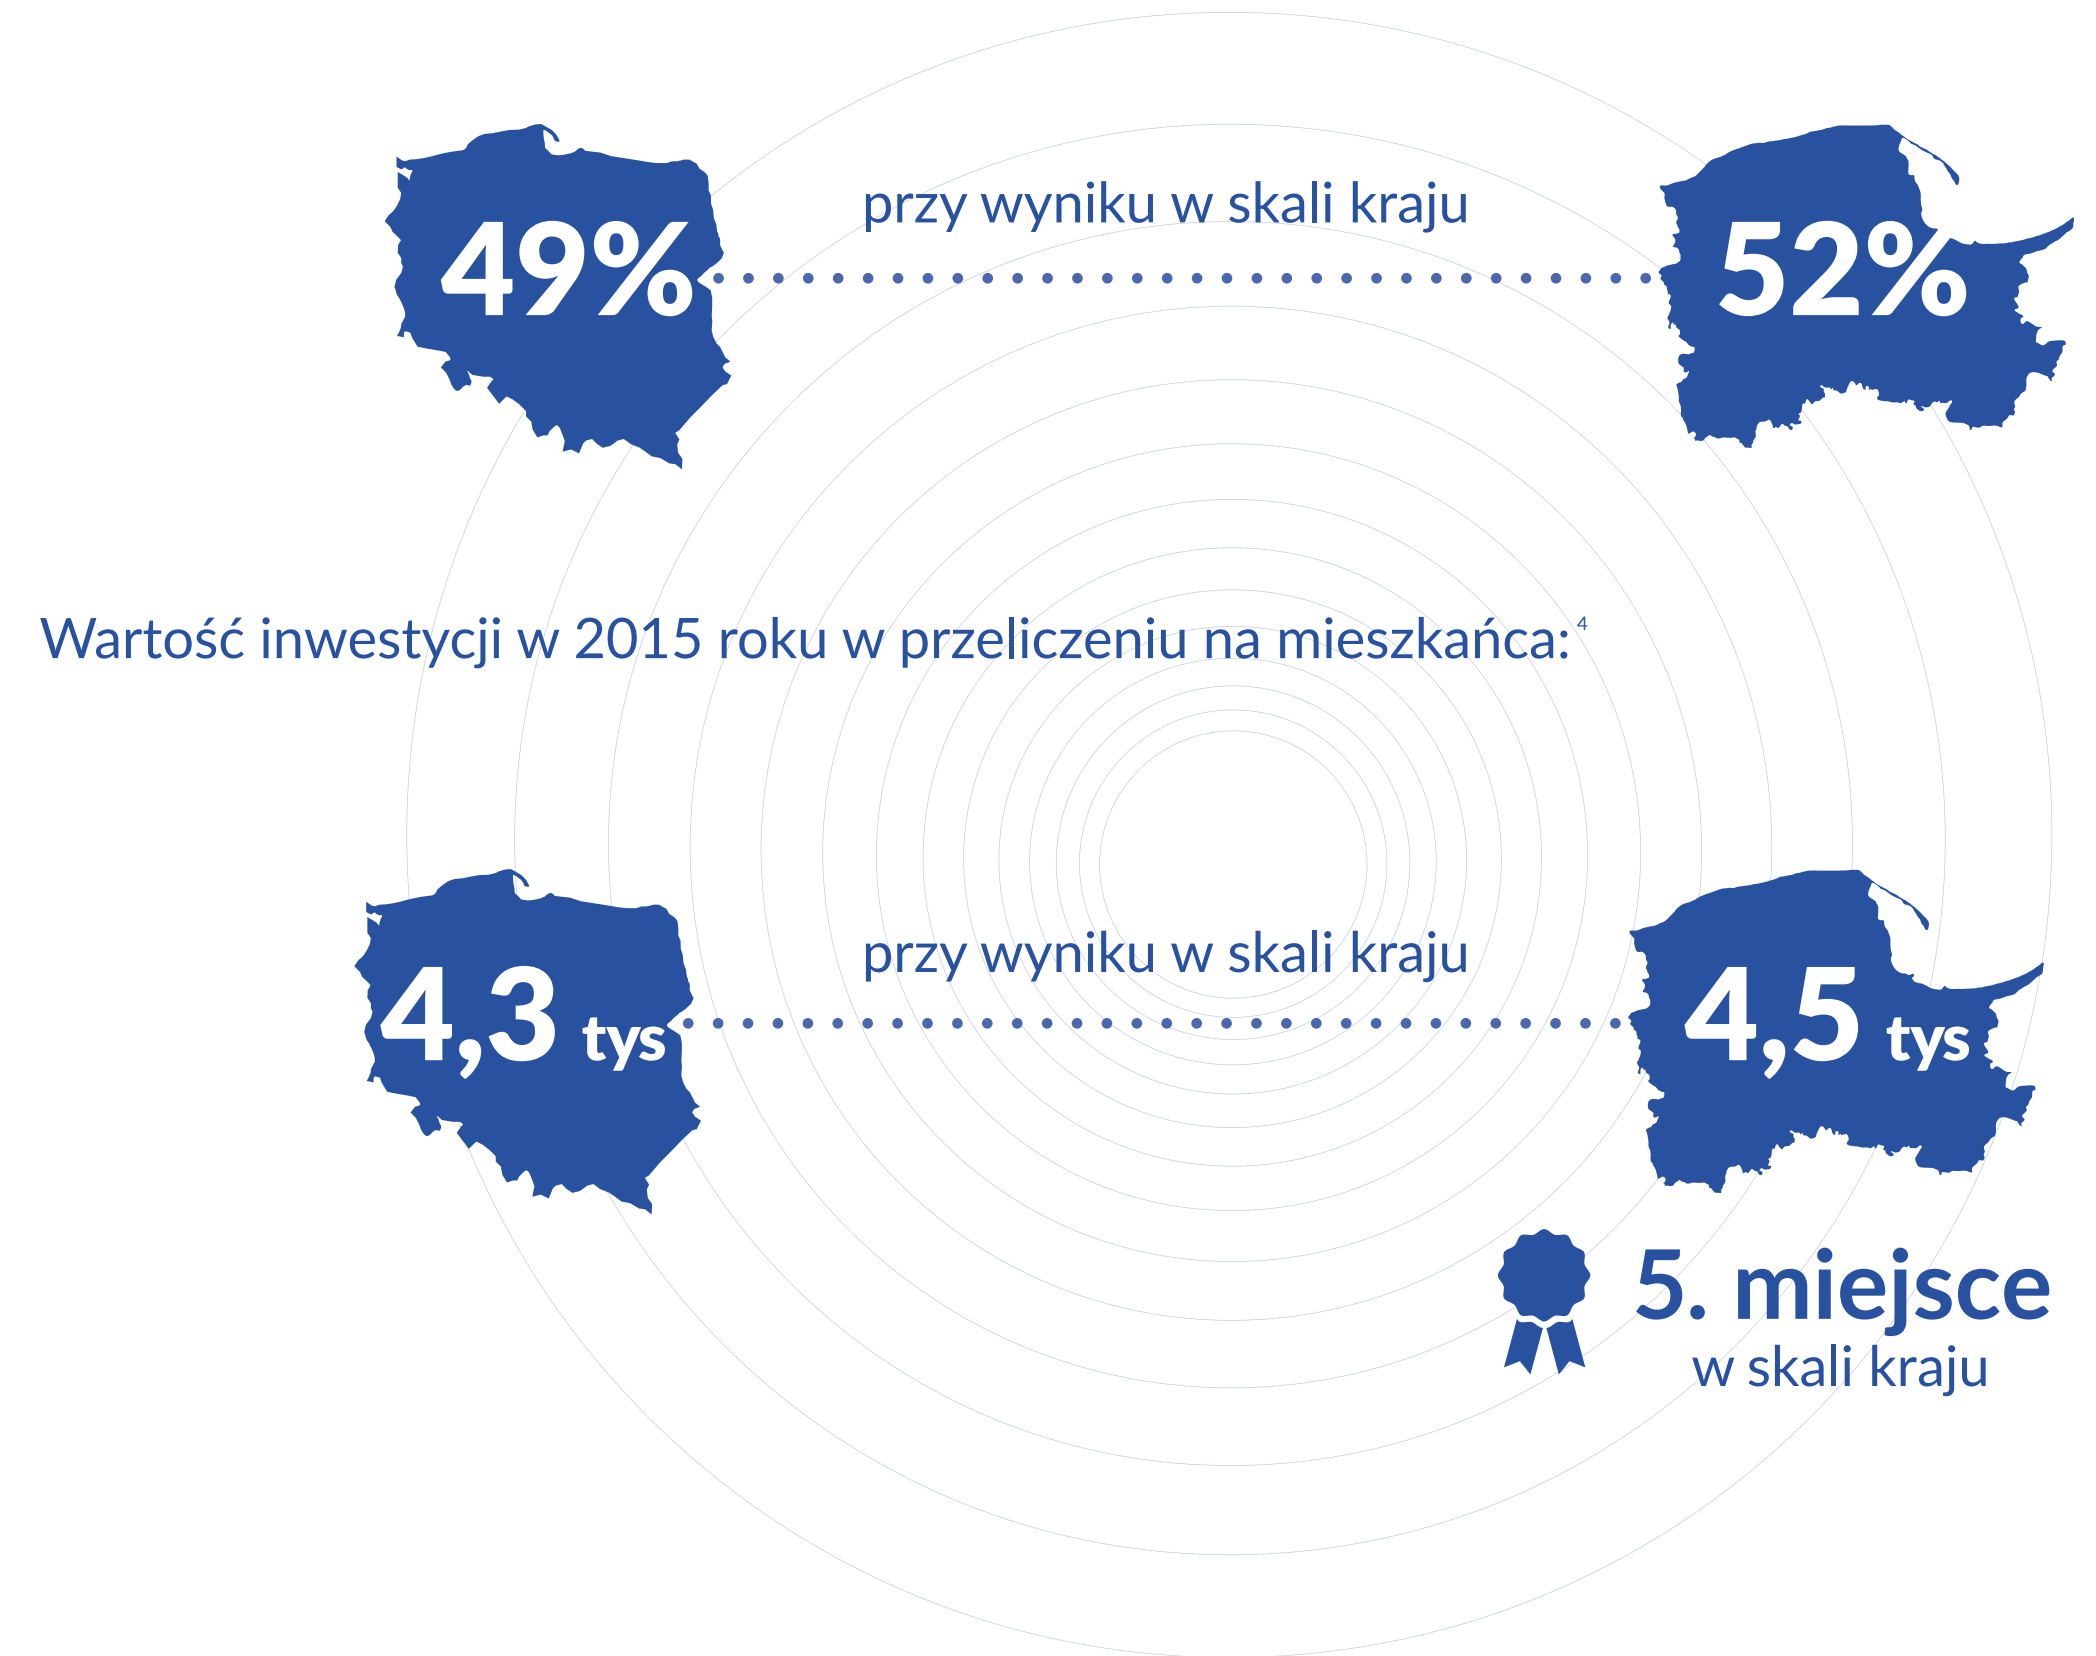 przy wyniku w skali kraju
49%
52%
Wartość inwestycji w 2015 roku w przeliczeniu na mieszkańca:⁴
przy wyniku w skali kraju
4,3 tys
4,5 tys
5. miejsce
w skali kraju